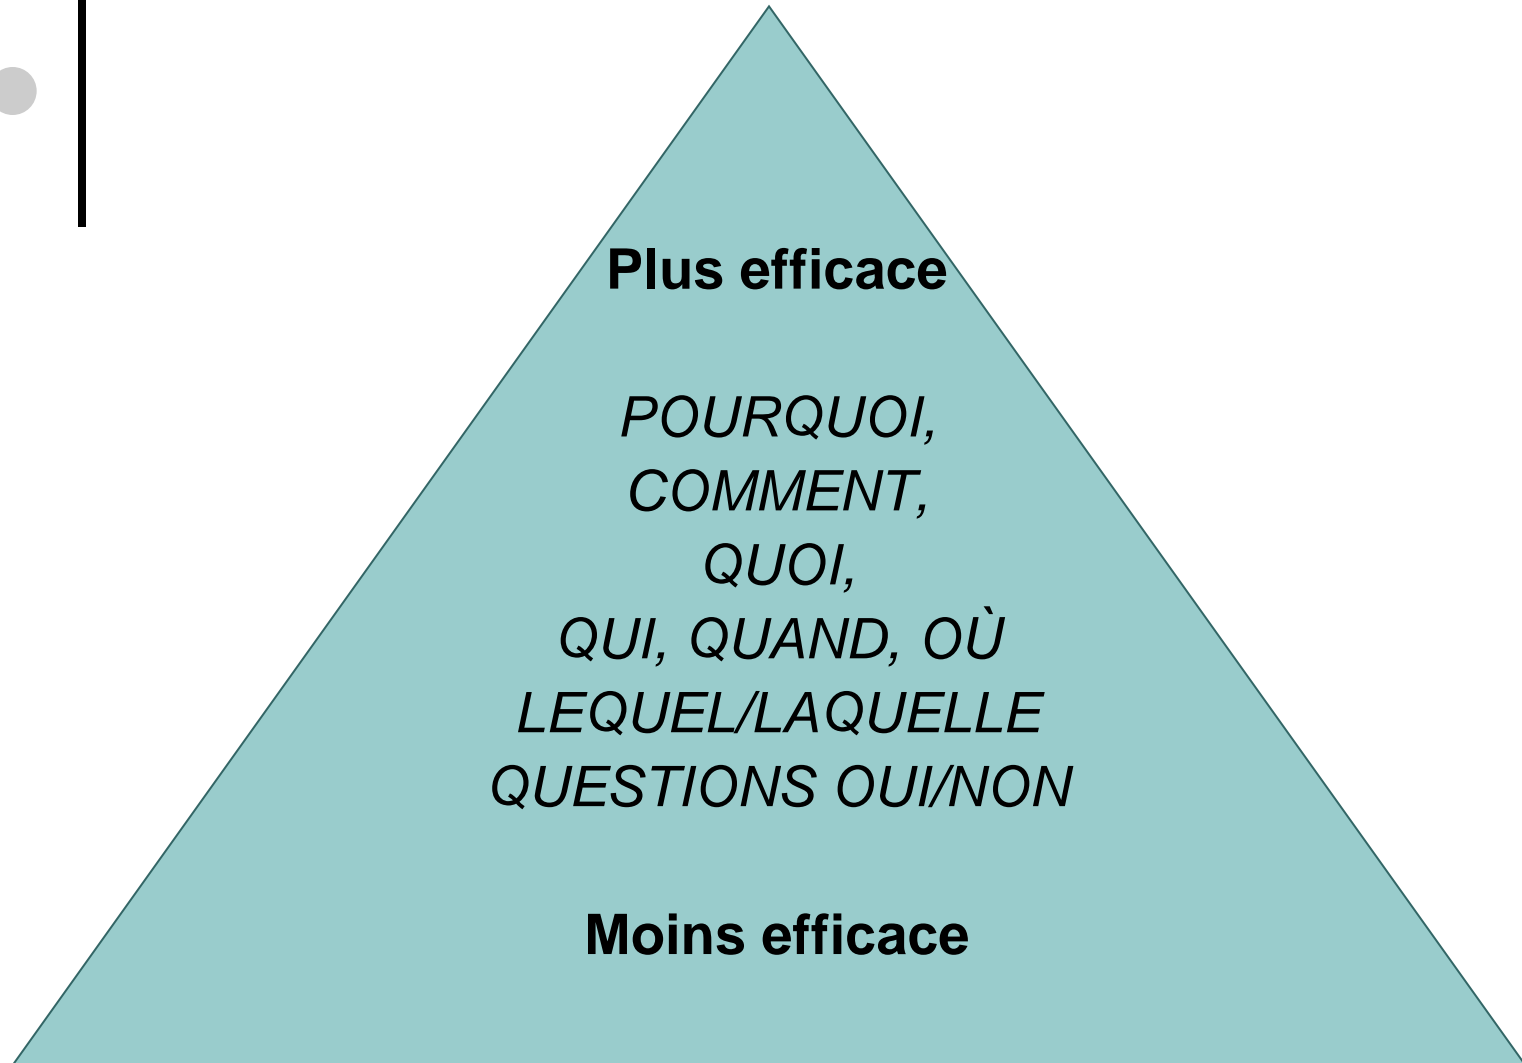 Plus efficace
POURQUOI,
COMMENT,
QUOI,
QUI, QUAND, OÙ
LEQUEL/LAQUELLE
QUESTIONS OUI/NON
Moins efficace